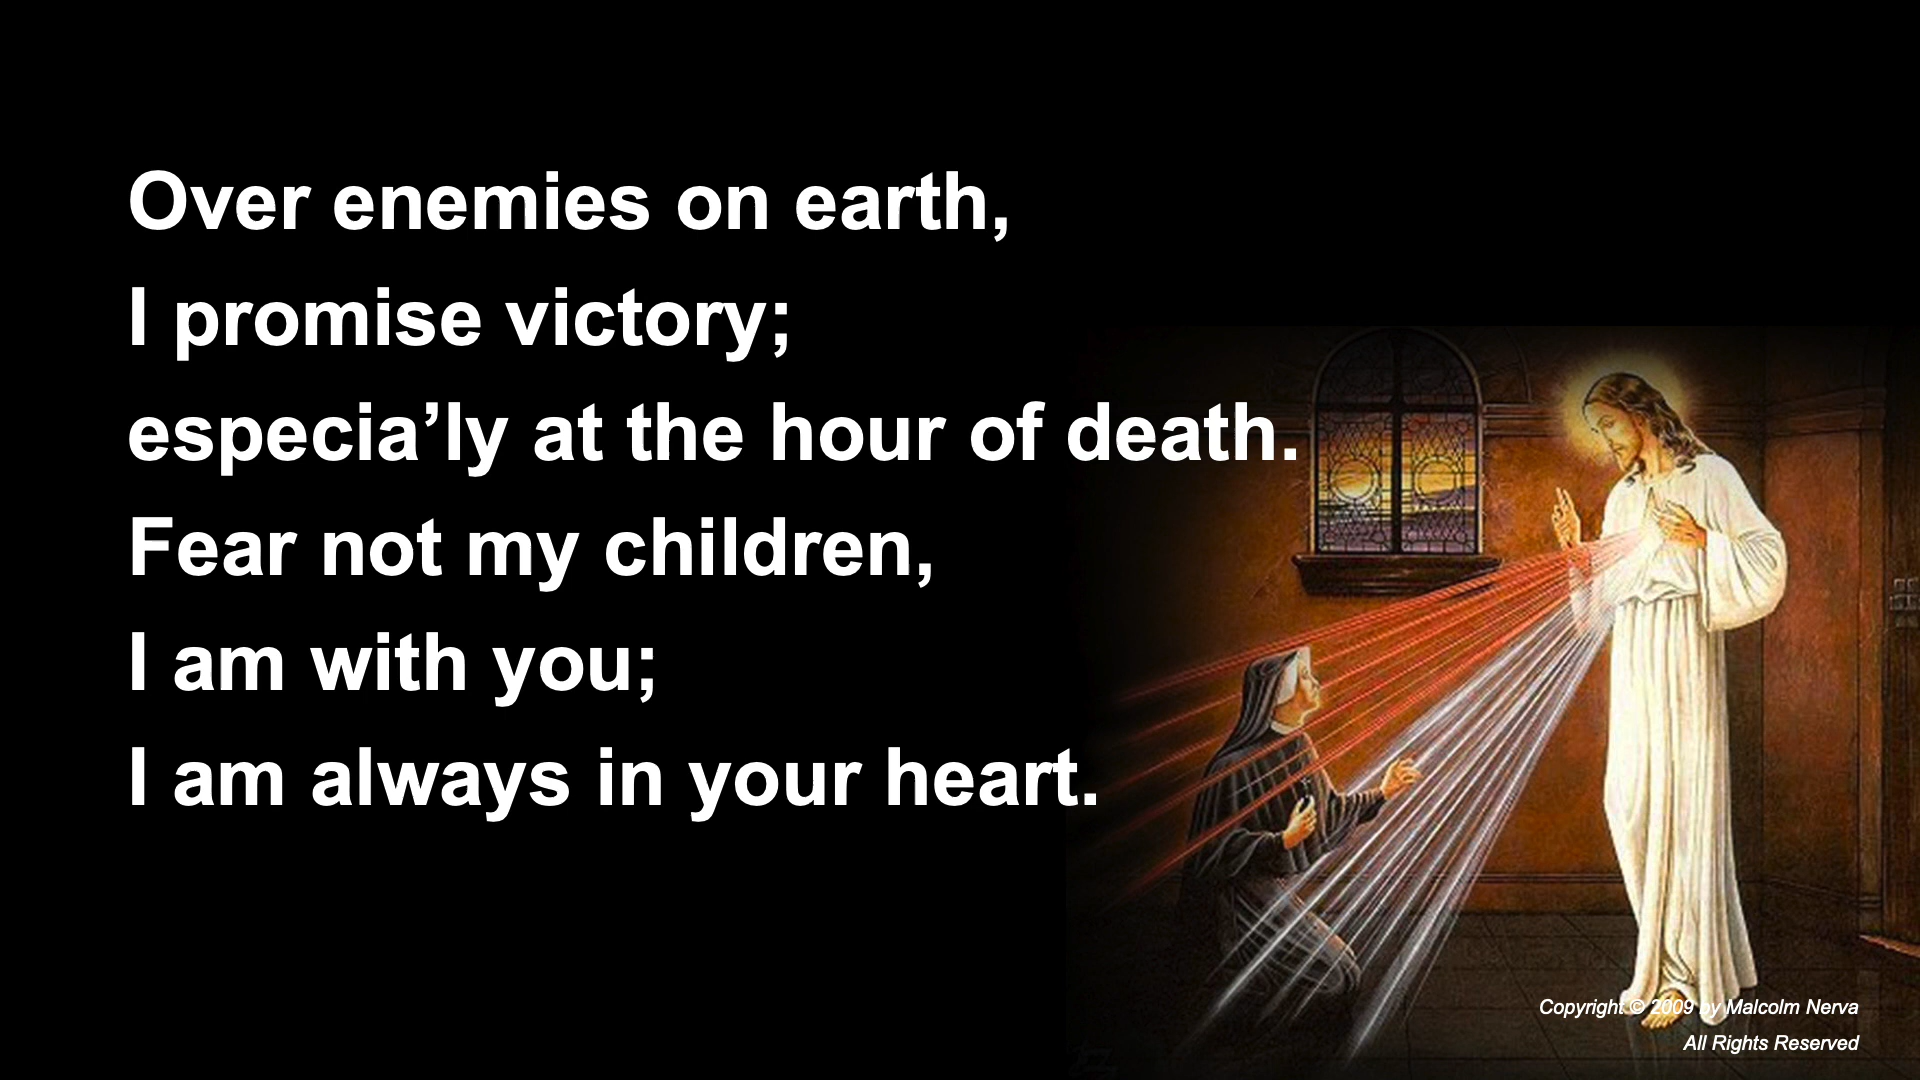 Over enemies on earth,
I promise victory;
especia’ly at the hour of death.
Fear not my children,
I am with you;
I am always in your heart.
Copyright © 2009 by Malcolm Nerva
All Rights Reserved